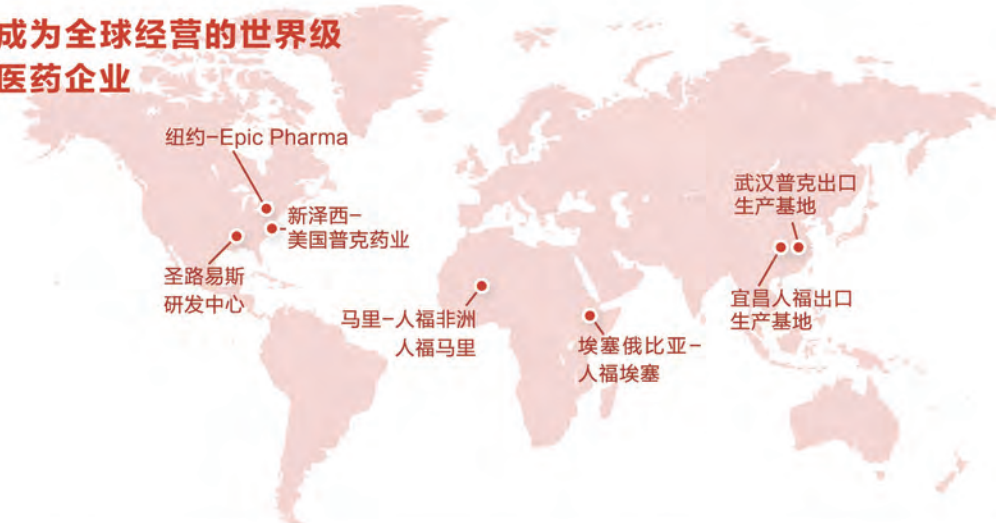 成为全球经营的世界级
医药企业
纽约-Epic Pharma
新泽西-
美国普克药业
圣路易斯
研发中心
马里-人福非洲
人福马里
埃塞俄比亚-
人福埃塞
武汉普克出口
生产基地
宜昌人福出口
生产基地